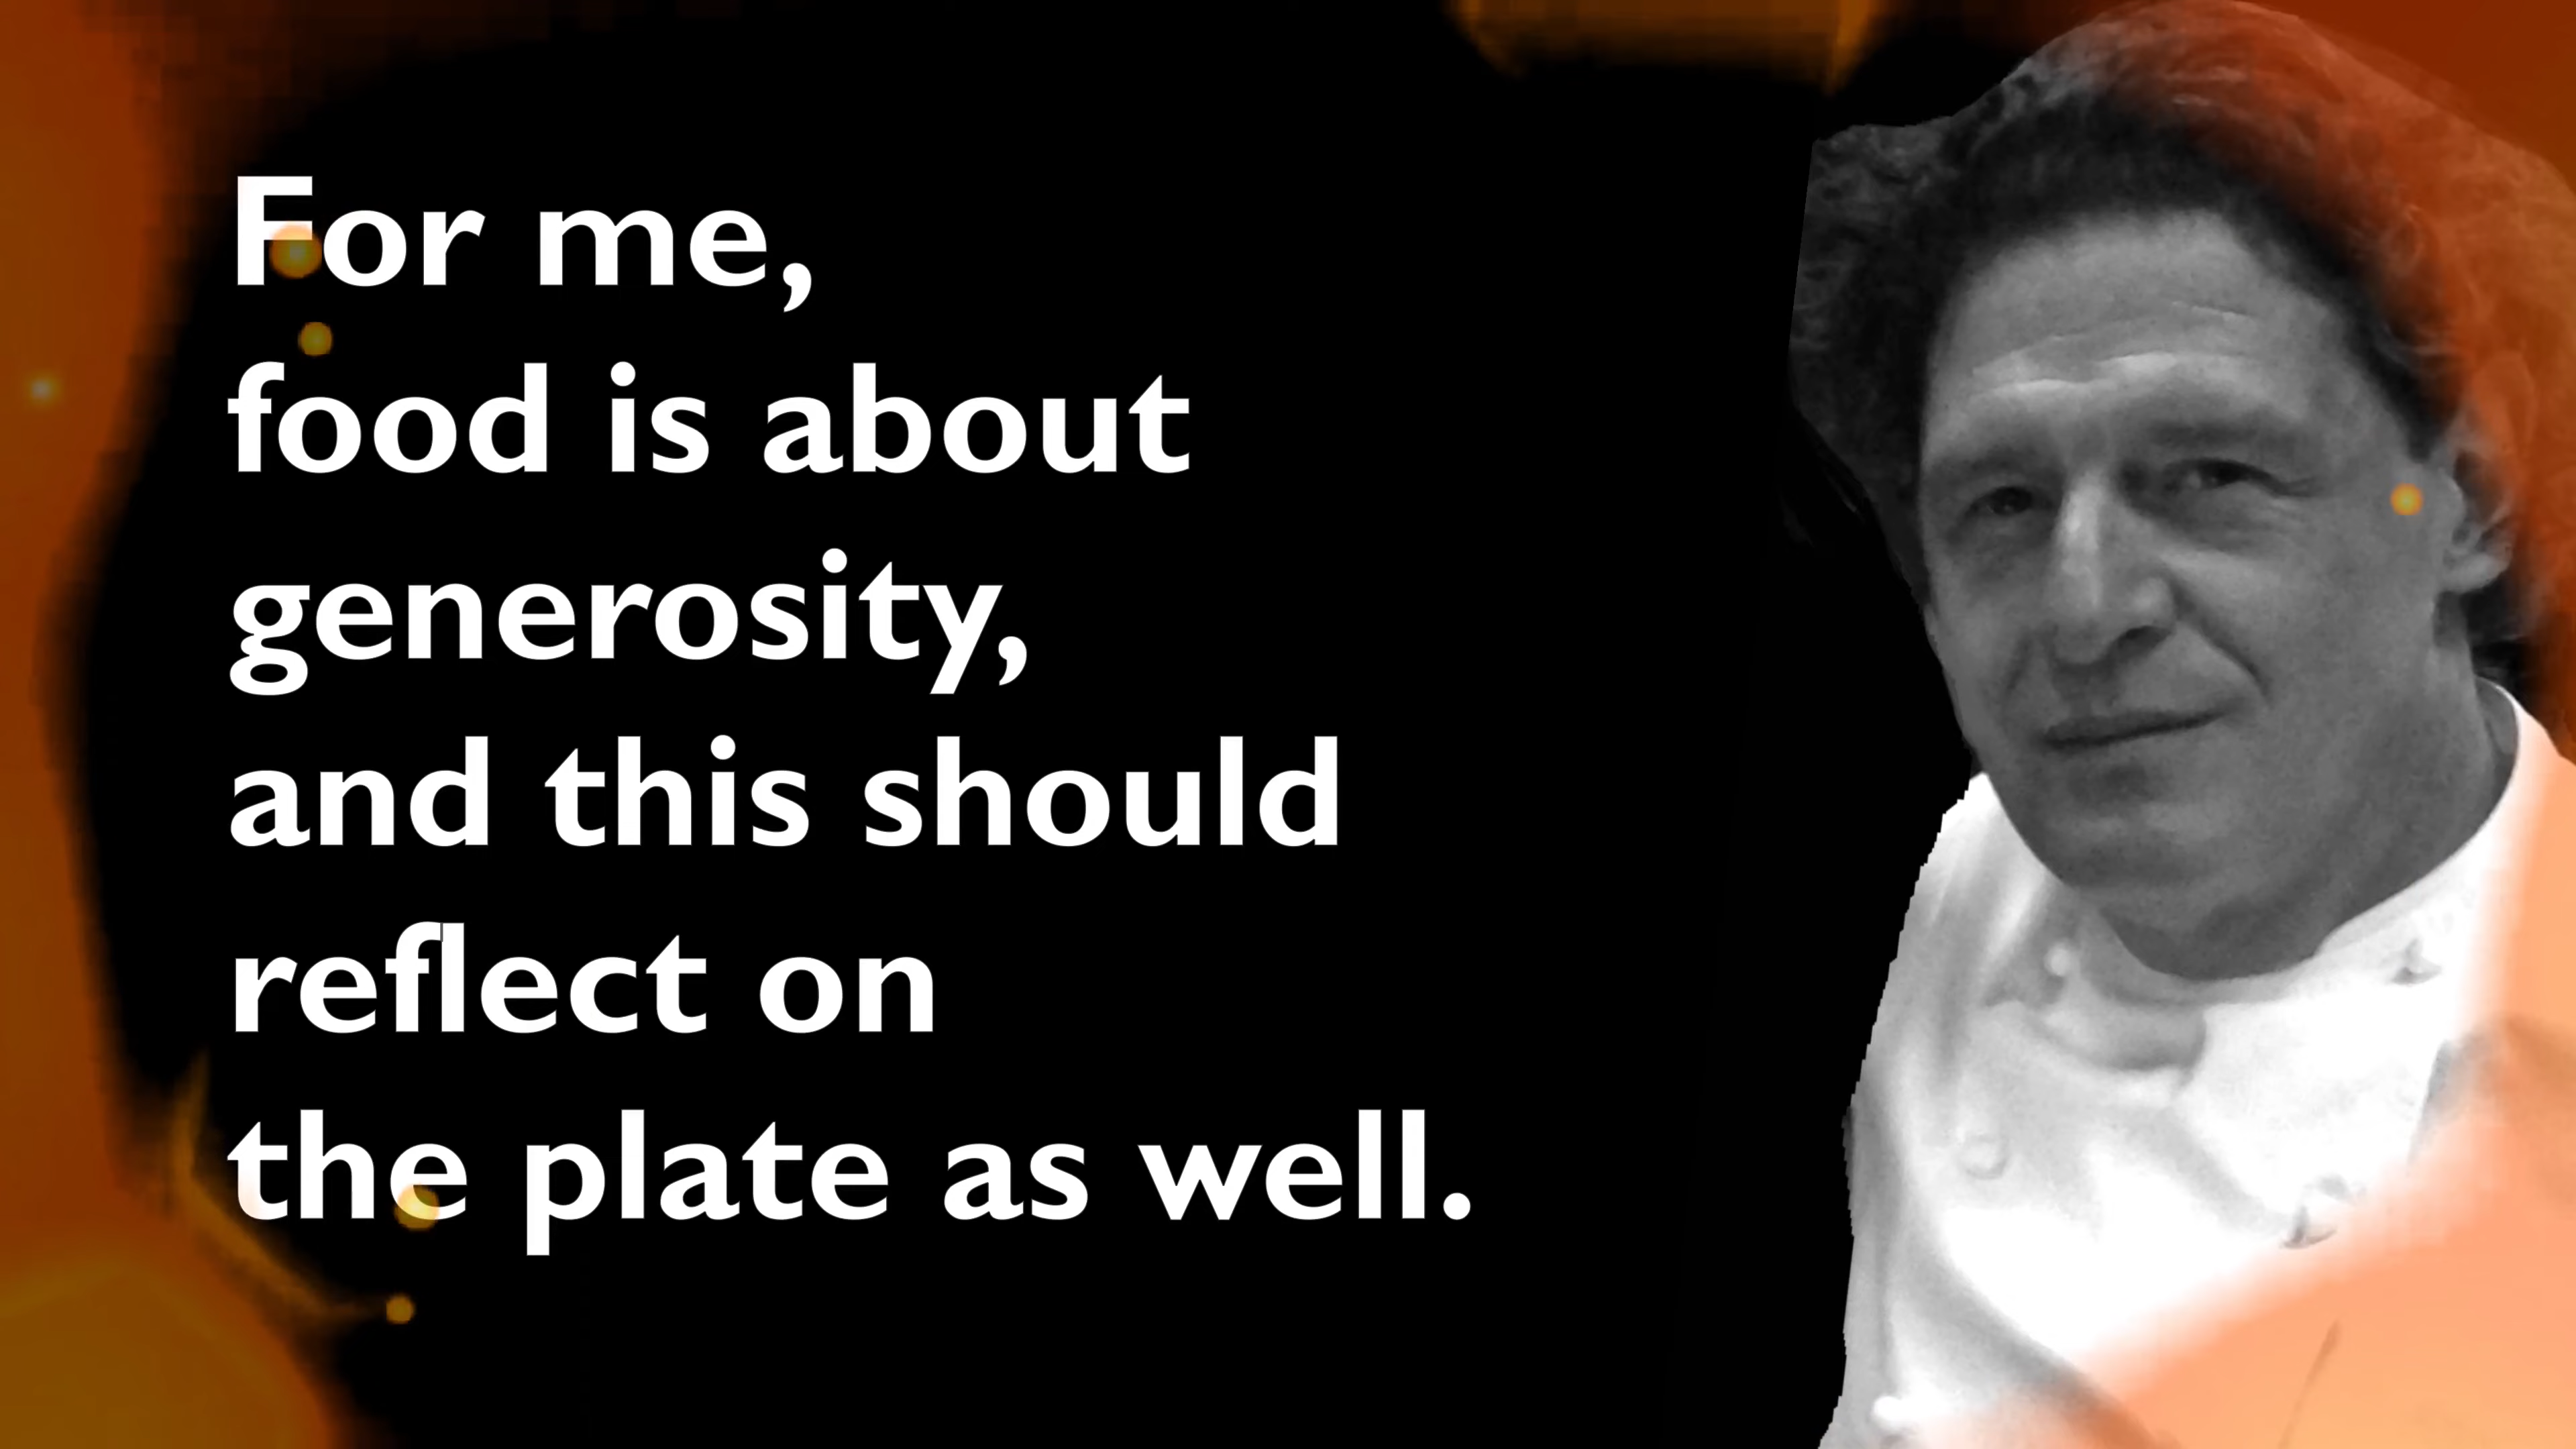 For me,
food is about
generosity,
and this should
reflect on
the plate as well.